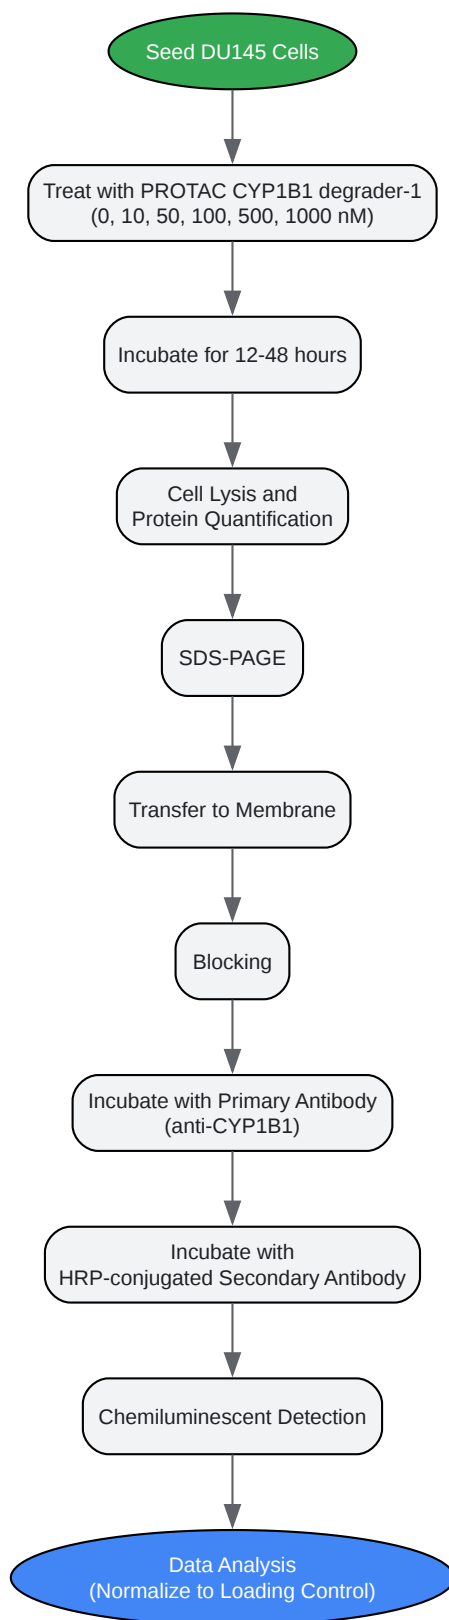 Seed DU145 Cells
Treat with PROTAC CYP1B1 degrader-1
(0, 10, 50, 100, 500, 1000 nM)
Incubate for 12-48 hours
Cell Lysis and
Protein Quantification
SDS-PAGE
Transfer to Membrane
Blocking
Incubate with Primary Antibody
(anti-CYP1B1)
Incubate with
HRP-conjugated Secondary Antibody
Chemiluminescent Detection
Data Analysis
(Normalize to Loading Control)